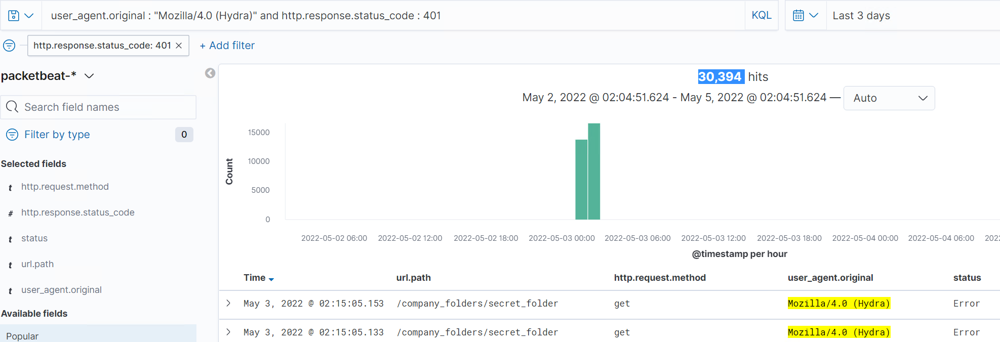 user_agent.original : "Mozilla/4.0 (Hydra)" and http.response.status_code : 401 KQL Last 3 days
http.response.status_code: 401 × + Add filter
packetbeat-*
Search field names
Filter by type 0
Selected fields
t http.request.method
# http.response.status_code
t status
t url.path
t user_agent.original
Available fields
Popular
30,394 hits
May 2, 2022 @ 02:04:51.624 - May 5, 2022 @ 02:04:51.624 — Auto
Count
15000
10000
5000
0
2022-05-02 06:00 2022-05-02 12:00 2022-05-02 18:00 2022-05-03 00:00 2022-05-03 06:00 2022-05-03 12:00 2022-05-03 18:00 2022-05-04 00:00 2022-05-04 06:00 2022
@timestamp per hour
Time url.path http.request.method user_agent.original status
May 3, 2022 @ 02:15:05.153 /company_folders/secret_folder get Mozilla/4.0 (Hydra) Error
May 3, 2022 @ 02:15:05.133 /company_folders/secret_folder get Mozilla/4.0 (Hydra) Error